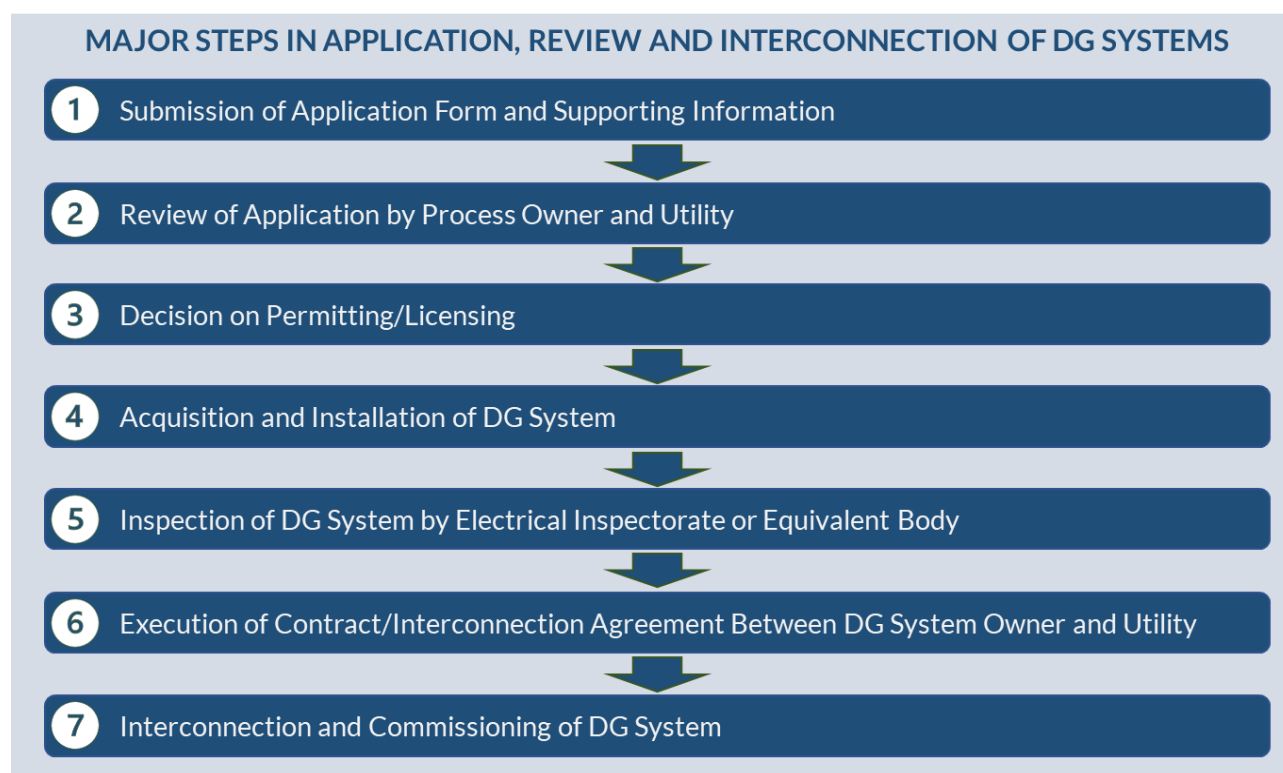 MAJOR STEPS IN APPLICATION, REVIEW AND INTERCONNECTION OF DG SYSTEMS
1 Submission of Application Form and Supporting Information
2 Review of Application by Process Owner and Utility
3 Decision on Permitting/Licensing
4 Acquisition and Installation of DG System
5 Inspection of DG System by Electrical Inspectorate or Equivalent Body
6 Execution of Contract/Interconnection Agreement Between DG System Owner and Utility
7 Interconnection and Commissioning of DG System